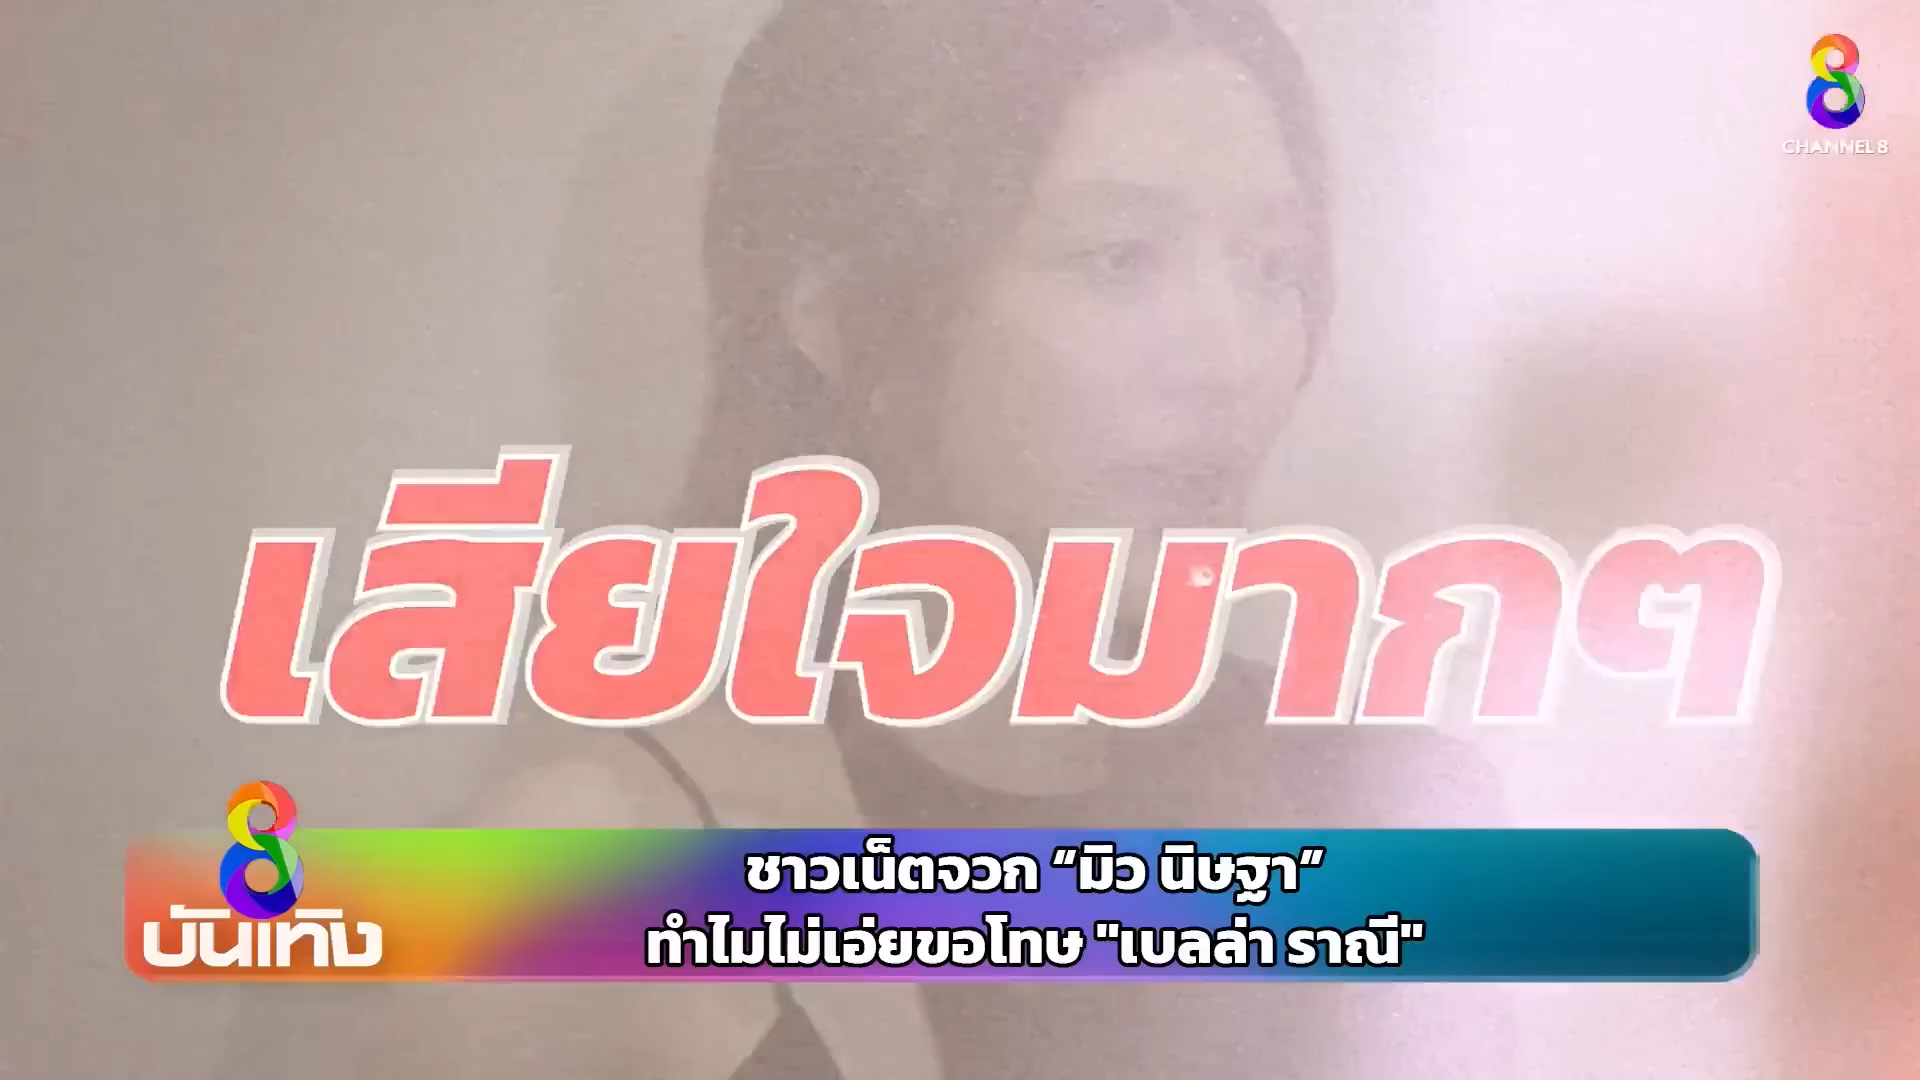 CHANNEL 8
เสียใจมากๆ
บันเทิง
ชาวเน็ตจวก “มิว นิษฐา”
ทำไมไม่เอ่ยขอโทษ "เบลล่า ราณี"